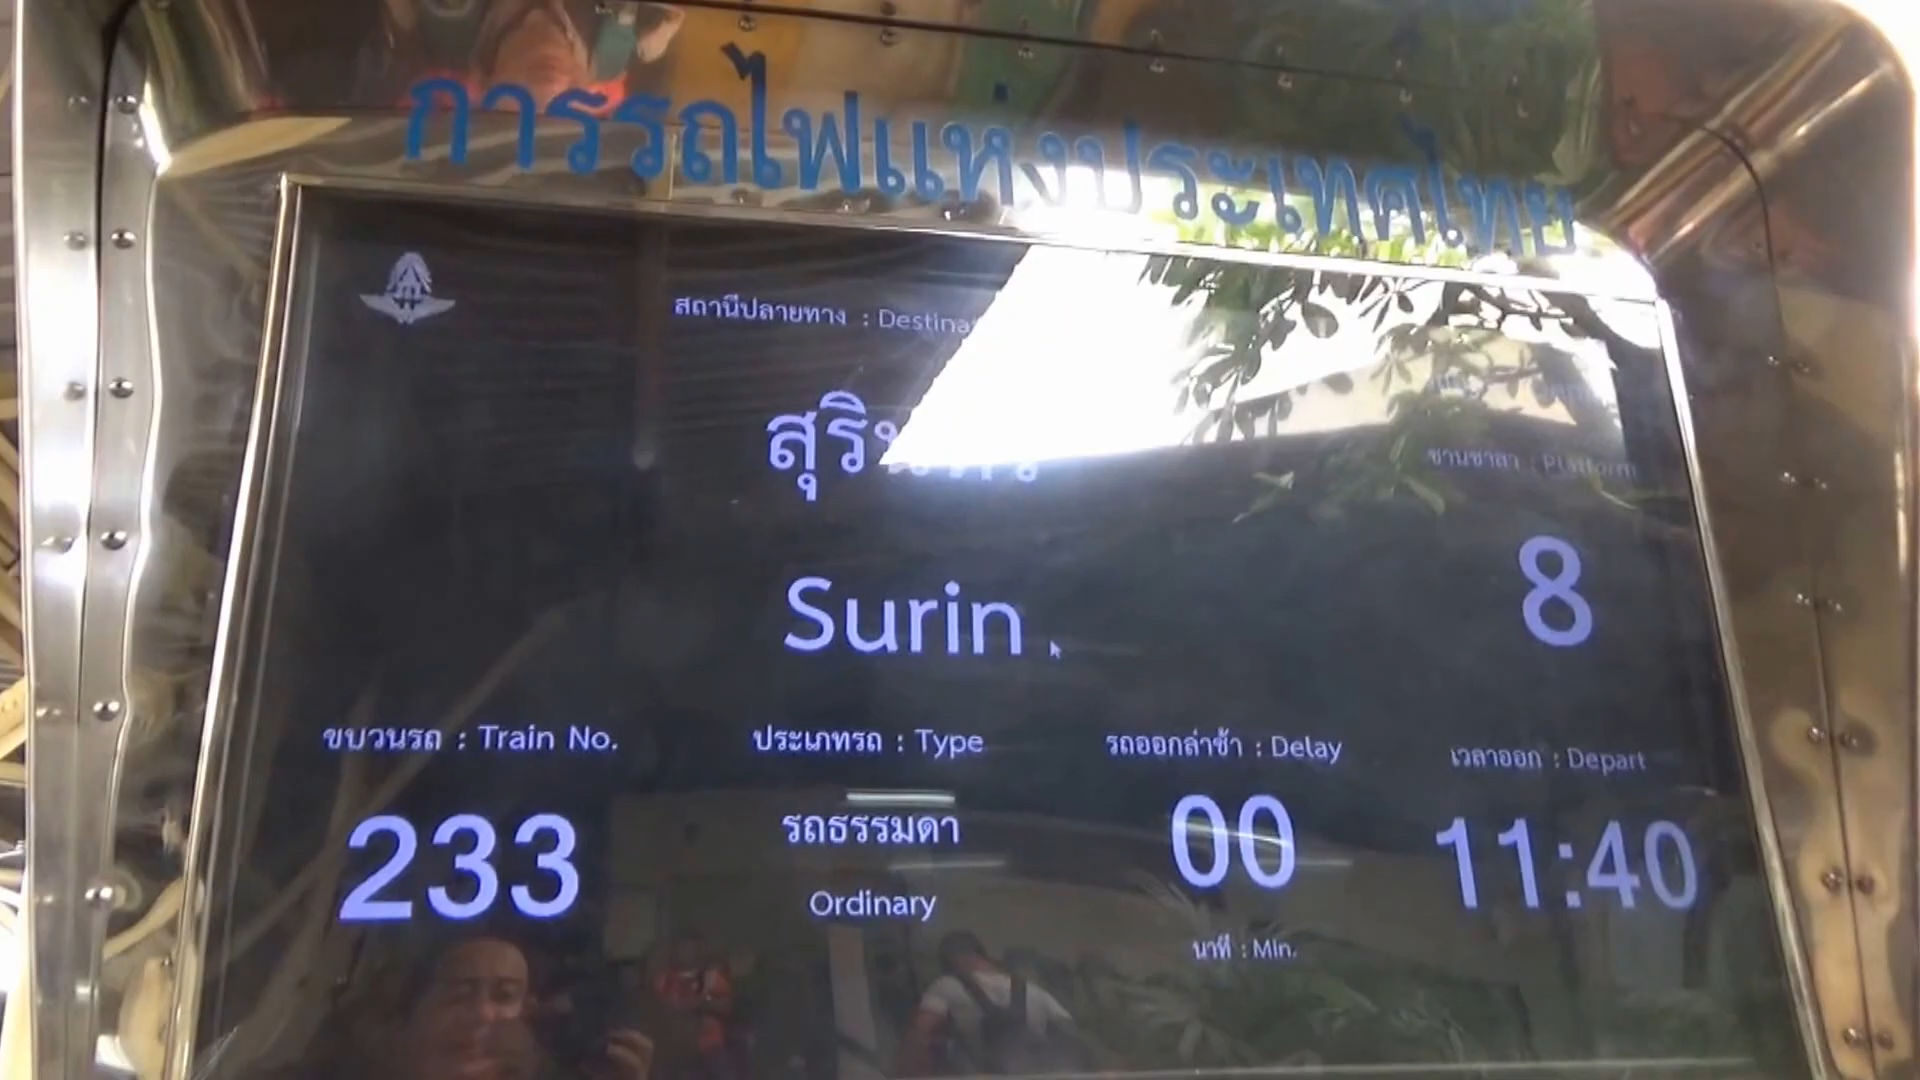 การรถไฟแห่งประเทศไทย
สถานีปลายทาง :
Surin
ชานชาลา : Platform
8
ขบวนรถ : Train No.
233
ประเภทรถ : Type
รถธรรมดา
Ordinary
รถออกล่าช้า : Delay
00
นาที : Min.
เวลาออก : Depart
11:40